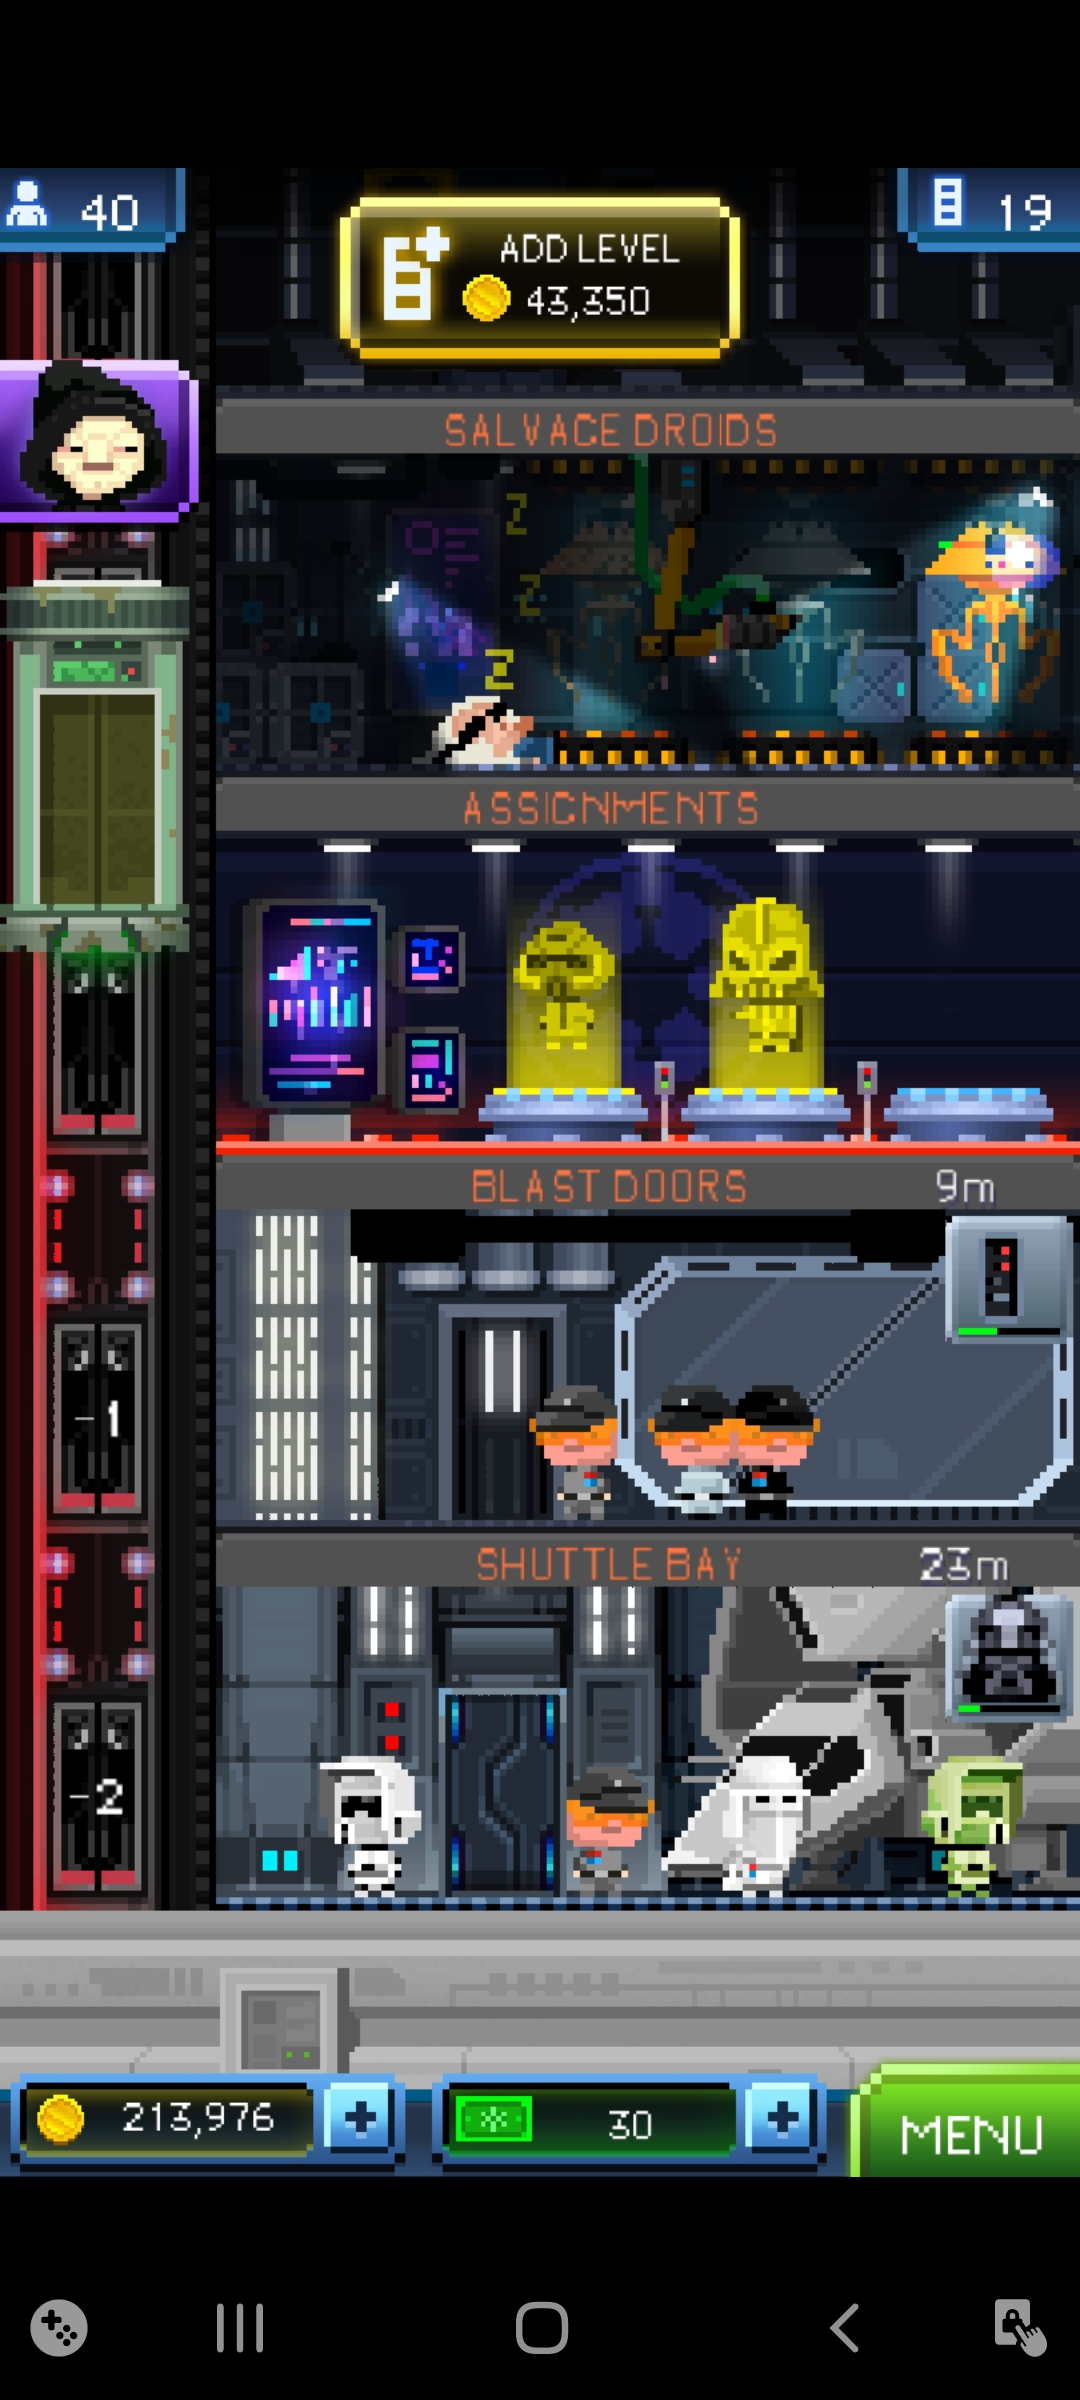 40
ADD LEVEL
43,350
19
SALVAGE DROIDS
Z
Z
Z
ASSIGNMENTS
BLAST DOORS 9m
-1
SHUTTLE BAY 23m
-2
213,976
30
MENU